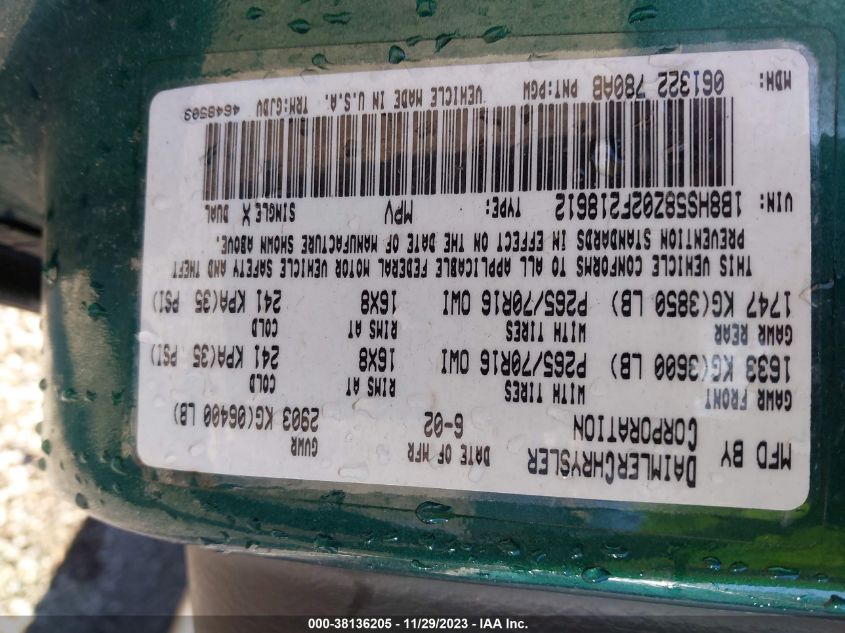 MFD BY DAIMLERCHRYSLER CORPORATION
DATE OF MFR 6-02
GVWR 2903 KG(06400 LB)
GAWR FRONT WITH TIRES RIMS AT COLD
1633 KG(3600 LB) P265/70R16 OWI 16X8 241 KPA(35 PSI)
GAWR REAR WITH TIRES RIMS AT COLD
1747 KG(3850 LB) P265/70R16 OWI 16X8 241 KPA(35 PSI)
THIS VEHICLE CONFORMS TO ALL APPLICABLE FEDERAL MOTOR VEHICLE SAFETY AND THEFT
PREVENTION STANDARDS IN EFFECT ON THE DATE OF MANUFACTURE SHOWN ABOVE.
VIN: 1B8HS58Z02F218612 TYPE: MPV SINGLE X DUAL
MDH: 061322 780AB PNT:PGW VEHICLE MADE IN U.S.A. TRM:GJDV 4648503
000-38136205 - 11/29/2023 - IAA Inc.